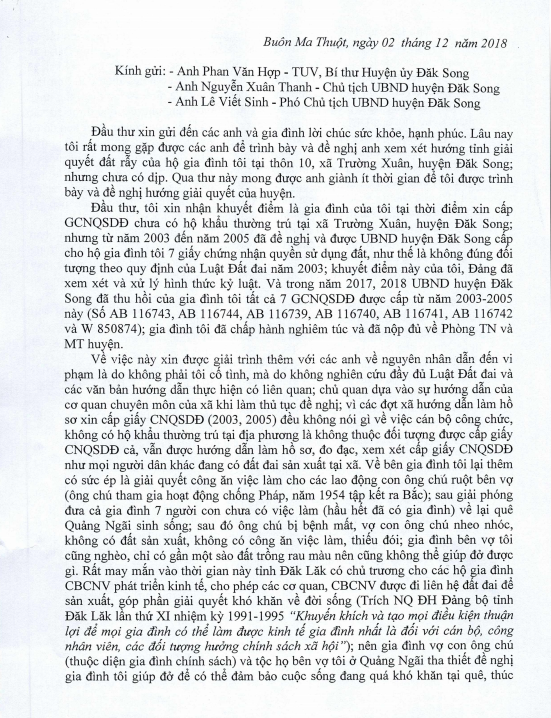 Buôn Ma Thuột, ngày 02 tháng 12 năm 2018
Kính gửi: - Anh Phan Văn Hợp - TUV, Bí thư Huyện ủy Đăk Song
- Anh Nguyễn Xuân Thanh - Chủ tịch UBND huyện Đăk Song
- Anh Lê Viết Sinh - Phó Chủ tịch UBND huyện Đăk Song
Đầu thư xin gửi đến các anh và gia đình lời chúc sức khỏe, hạnh phúc. Lâu nay
tôi rất mong gặp được các anh để trình bày và đề nghị anh xem xét hướng tình giải
quyết đất rẫy của hộ gia đình tôi tại thôn 10, xã Trường Xuân, huyện Đăk Song;
nhưng chưa có dịp. Qua thư này mong được anh giành ít thời gian để tôi được trình
bày và đề nghị hướng giải quyết của huyện.
Đầu thư, tôi xin nhận khuyết điểm là gia đình của tôi tại thời điểm xin cấp
GCNQSDĐ chưa có hộ khẩu thường trú tại xã Trường Xuân, huyện Đăk Song;
nhưng từ năm 2003 đến năm 2005 đã đề nghị và được UBND huyện Đăk Song cấp
cho hộ gia đình tôi 7 giấy chứng nhận quyền sử dụng đất, như thế là không đúng đối
tượng theo quy định của Luật Đất đai năm 2003; khuyết điểm này của tôi, Đảng đã
xem xét và xử lý hình thức kỷ luật. Và trong năm 2017, 2018 UBND huyện Đăk
Song đã thu hồi của gia đình tôi tất cả 7 GCNQSDĐ được cấp từ năm 2003-2005
này (Số AB 116743, AB 116744, AB 116739, AB 116740, AB 116741, AB 116742
và W 850874); gia đình tôi đã chấp hành nghiêm túc và đã nộp đủ về Phòng TN và
MT huyện.
Về việc này xin được giải trình thêm với các anh về nguyên nhân dẫn đến vi
phạm là do không phải tôi cố tình, mà do không nghiên cứu đầy đủ Luật Đất đai và
các văn bản hướng dẫn thực hiện có liên quan; chủ quan dựa vào sự hướng dẫn của
cơ quan chuyên môn của xã khi làm thủ tục đề nghị; vì các đợt xã hướng dẫn làm hồ
sơ xin cấp giấy CNQSDĐ (2003, 2005) đều không nói gì về việc cán bộ công chức,
không có hộ khẩu thường trú tại địa phương là không thuộc đối tượng được cấp giấy
CNQSDĐ cả, vẫn được hướng dẫn làm hồ sơ, đo đạc, xem xét cấp giấy CNQSDĐ
như mọi người dân khác đang có đất đai sản xuất tại xã. Về bên gia đình tôi lại thêm
có sức ép là giải quyết công ăn việc làm cho các lao động con ông chú ruột bên vợ
(ông chú tham gia hoạt động chống Pháp, năm 1954 tập kết ra Bắc); sau giải phóng
đưa cả gia đình 7 người con chưa có việc làm (hầu hết đã có gia đình) về lại quê
Quảng Ngãi sinh sống; sau đó ông chú bị bệnh mất, vợ con ông chú nheo nhóc,
không có đất sản xuất, không có công ăn việc làm, thiếu đói; gia đình bên vợ tôi
cũng nghèo, chỉ có gần một sào đất trồng rau màu nên cũng không thể giúp đỡ được
gì. Rất may mắn vào thời gian này tỉnh Đăk Lăk có chủ trương cho các hộ gia đình
CBCNV phát triển kinh tế, cho phép các cơ quan, CBCNV được đi liên hệ đất đai để
sản xuất, góp phần giải quyết khó khăn về đời sống (Trích NQ ĐH Đảng bộ tỉnh
Đăk Lăk lần thứ XI nhiệm kỳ 1991-1995 “Khuyến khích và tạo mọi điều kiện thuận
lợi để mọi gia đình có thể làm được kinh tế gia đình nhất là đối với cán bộ, công
nhân viên, các đối tượng hưởng chính sách xã hội”); nên gia đình vợ con ông chú
(thuộc diện gia đình chính sách) và tộc họ bên vợ tôi ở Quảng Ngãi tha thiết đề nghị
gia đình tôi giúp đỡ để có thể đảm bảo cuộc sống đang quá khó khăn tại quê, thúc